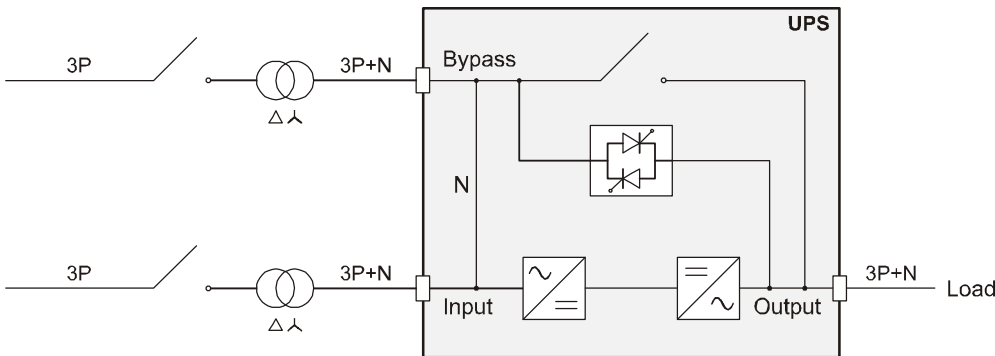 UPS
3P
3P+N
Bypass
N
3P
3P+N
Input
Output
3P+N
Load